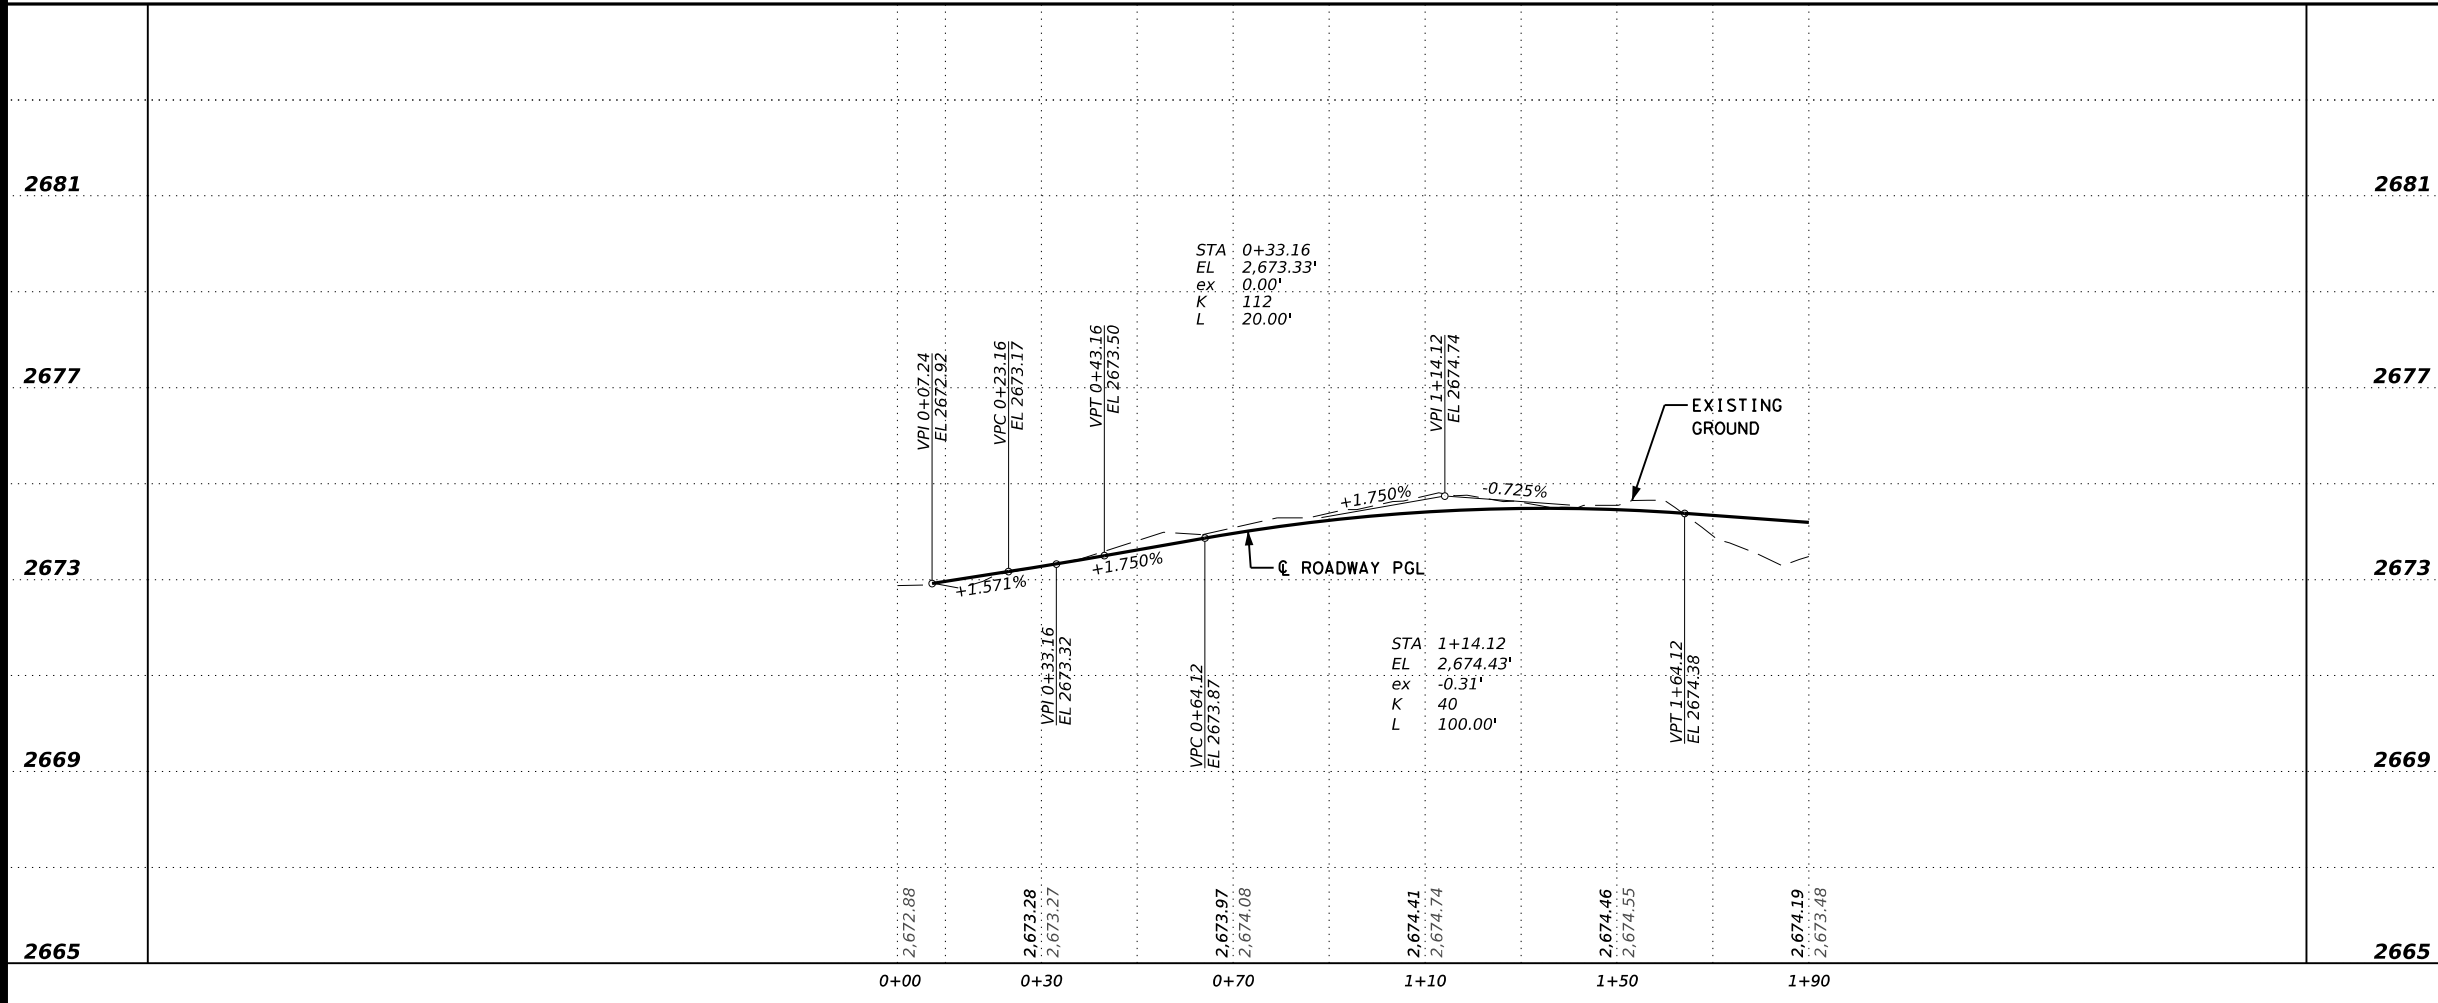 2681
2681
STA 0+33.16
EL 2,673.33'
ex 0.00'
K 112
L 20.00'
VPI 0+07.24
EL 2672.92
VPC 0+23.16
EL 2673.17
VPT 0+43.16
EL 2673.50
VPI 1+14.12
EL 2674.74
2677
2677
EXISTING
GROUND
+1.750%
-0.725%
2673
+1.571%
+1.750%
℄ ROADWAY PGL
2673
VPI 0+33.16
EL 2673.32
VPC 0+64.12
EL 2673.87
STA 1+14.12
EL 2,674.43'
ex -0.31'
K 40
L 100.00'
VPT 1+64.12
EL 2674.38
2669
2669
2,672.88
2,673.28
2,673.27
2,673.97
2,674.08
2,674.41
2,674.74
2,674.46
2,674.55
2,674.19
2,673.48
2665
2665
0+00
0+30
0+70
1+10
1+50
1+90